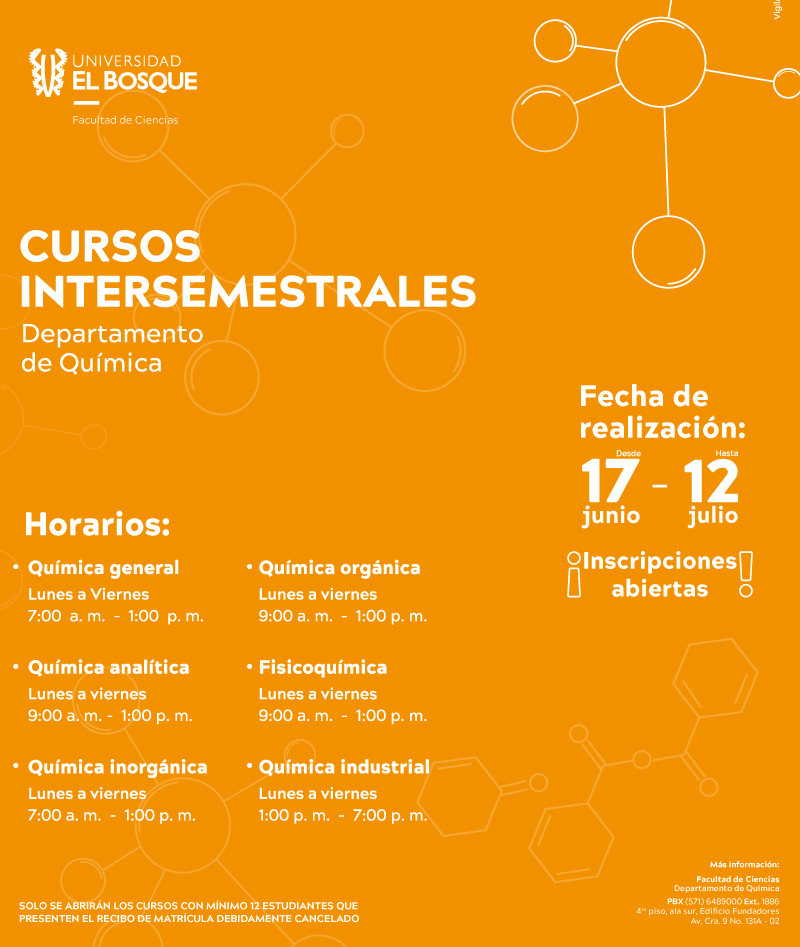 Vigil
UNIVERSIDAD
EL BOSQUE
Facultad de Ciencias
CURSOS
INTERSEMESTRALES
Departamento
de Química
Fecha de
realización:
Desde Hasta
17 – 12
junio julio
¡Inscripciones
abiertas!
Horarios:
• Química general
Lunes a Viernes
7:00 a. m. - 1:00 p. m.
• Química orgánica
Lunes a viernes
9:00 a. m. - 1:00 p. m.
• Química analítica
Lunes a viernes
9:00 a. m. - 1:00 p. m.
• Fisicoquímica
Lunes a viernes
9:00 a. m. - 1:00 p. m.
• Química inorgánica
Lunes a viernes
7:00 a. m. - 1:00 p. m.
• Química industrial
Lunes a viernes
1:00 p. m. - 7:00 p. m.
SOLO SE ABRIRÁN LOS CURSOS CON MÍNIMO 12 ESTUDIANTES QUE
PRESENTEN EL RECIBO DE MATRÍCULA DEBIDAMENTE CANCELADO
Más información:
Facultad de Ciencias
Departamento de Química
PBX (571) 6489000 Ext. 1886
4to piso, ala sur, Edificio Fundadores
Av. Cra. 9 No. 131A - 02